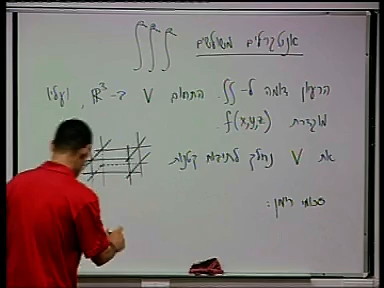 אינטגרלים משולשים ∭
הרעיון דומה ל-∬. התחום V ב-ℝ³, ועליו
מוגדרת f(x,y,z).
את V נחלק לתיבות קטנות
סכומי רימן: